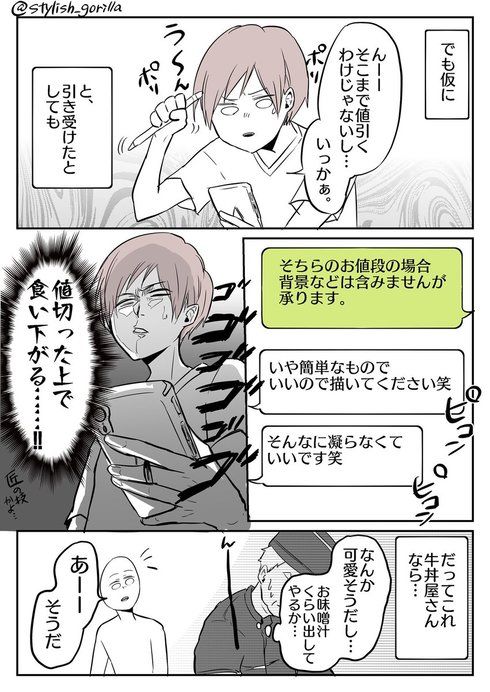 @stylish_gorilla
でも仮に
んーー
そこまで値引く
わけじゃないし…
いっかぁ。
う～～ん
ポリ
ポリ
と、
引き受けたと
しても
そちらのお値段の場合
背景などは含みませんが
承ります。
いや簡単なもので
いいので描いてください笑
ピコン
そんなに凝らなくて
いいです笑
ピコン
ゴゴゴゴゴ
値切った上で
食い下がる……!!
匠の技
かよ…
だってこれ
牛丼屋さん
なら…
なんか
可愛そうだし…
お味噌汁
くらい出して
やるか…
ん
あーー
そうだ